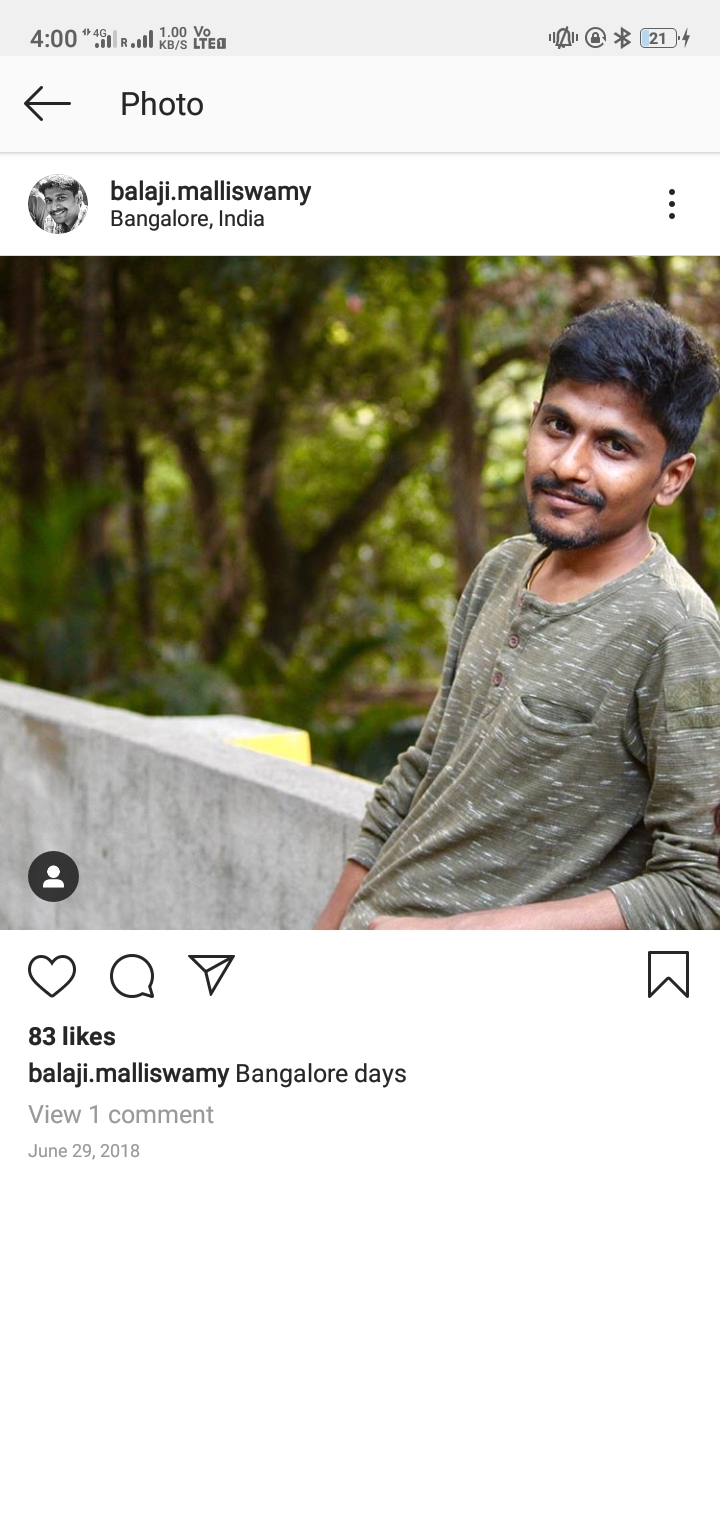 4:00 4G R 1.00 KB/S Vo LTE 21
Photo
balaji.malliswamy
Bangalore, India
83 likes
balaji.malliswamy Bangalore days
View 1 comment
June 29, 2018